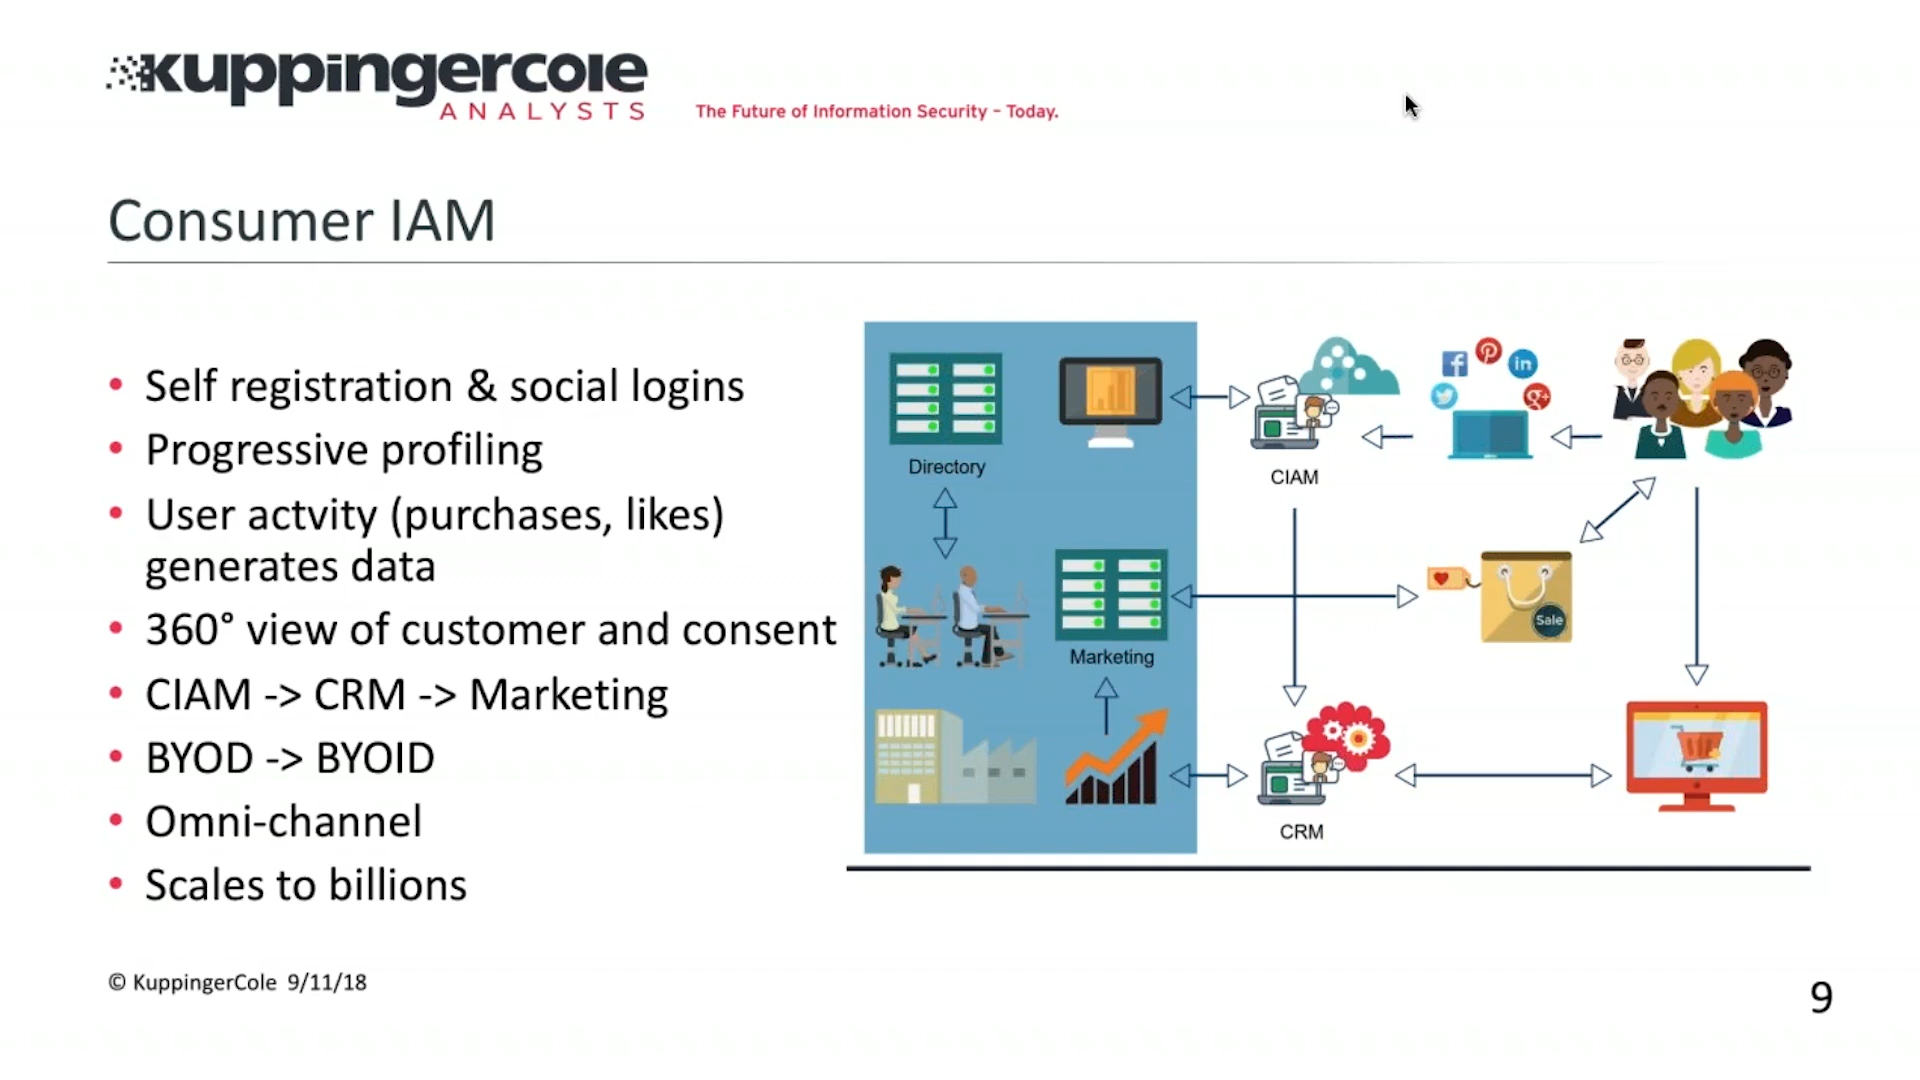 kuppingercole
ANALYSTS
The Future of Information Security - Today.
Consumer IAM
• Self registration & social logins
• Progressive profiling
• User actvity (purchases, likes)
generates data
• 360° view of customer and consent
• CIAM -> CRM -> Marketing
• BYOD -> BYOID
• Omni-channel
• Scales to billions
Directory
CIAM
f
in
g+
Sale
Marketing
CRM
© KuppingerCole 9/11/18
9